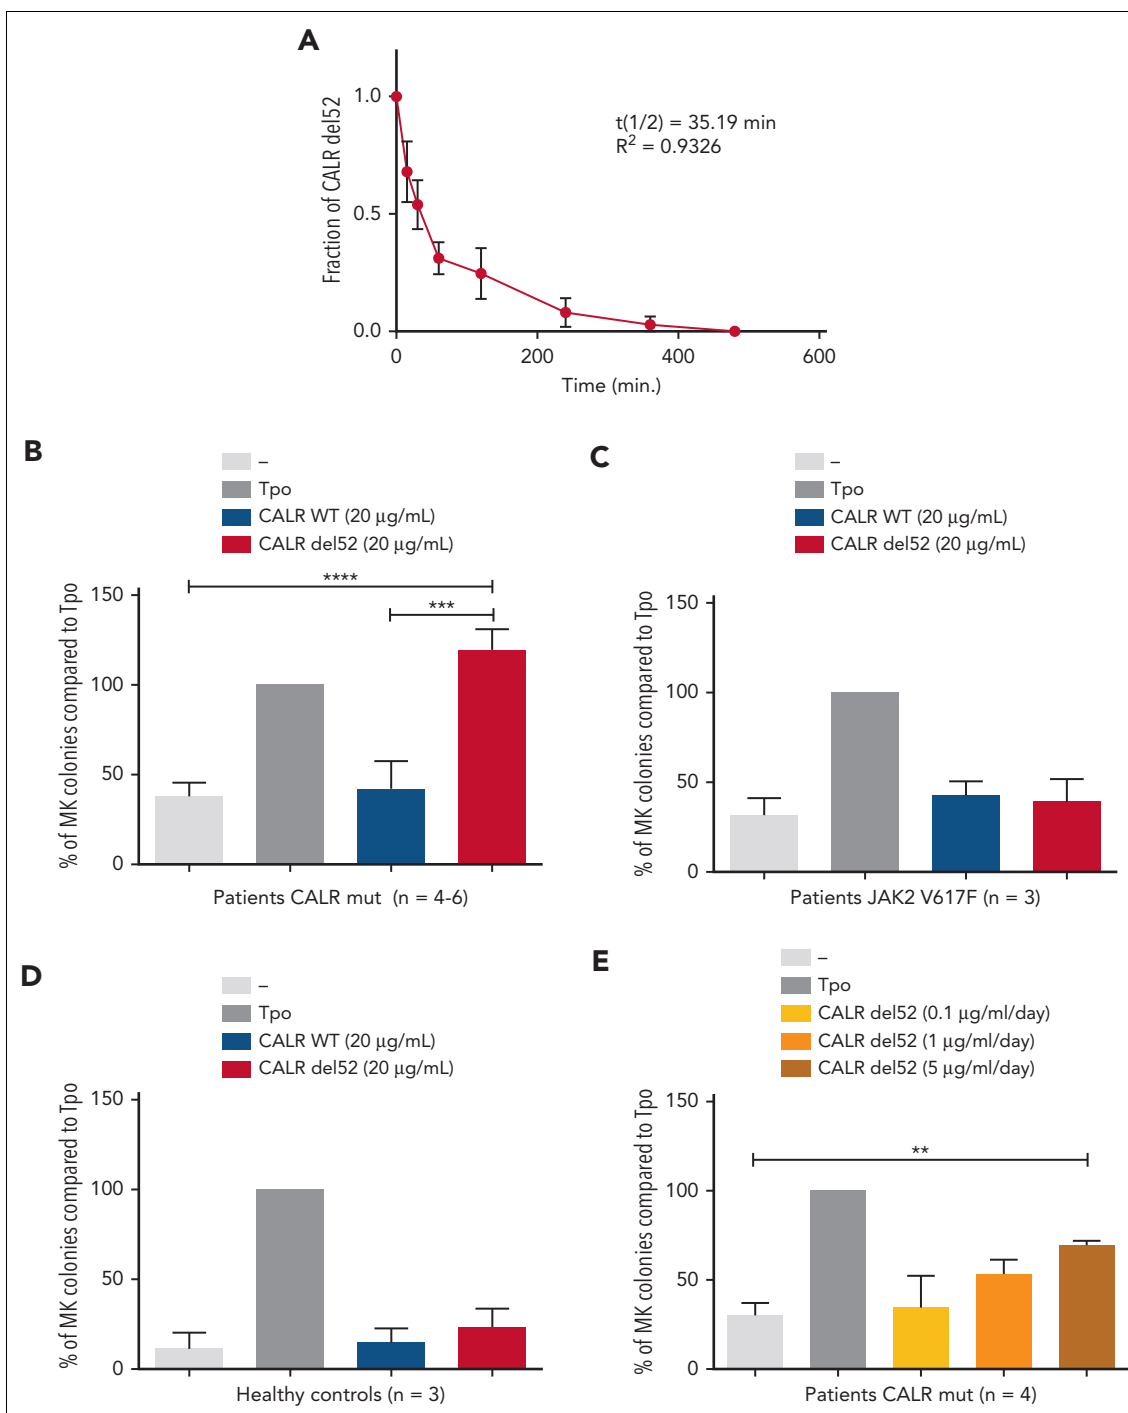 A
Fraction of CALR del52
1.0
0.5
0.0
t(1/2) = 35.19 min
R² = 0.9326
0 200 400 600
Time (min.)
B
–
Tpo
CALR WT (20 µg/mL)
CALR del52 (20 µg/mL)
% of MK colonies compared to Tpo
150
100
50
0
****
***
Patients CALR mut (n = 4-6)
C
–
Tpo
CALR WT (20 µg/mL)
CALR del52 (20 µg/mL)
% of MK colonies compared to Tpo
150
100
50
0
Patients JAK2 V617F (n = 3)
D
–
Tpo
CALR WT (20 µg/mL)
CALR del52 (20 µg/mL)
% of MK colonies compared to Tpo
150
100
50
0
Healthy controls (n = 3)
E
–
Tpo
CALR del52 (0.1 µg/ml/day)
CALR del52 (1 µg/ml/day)
CALR del52 (5 µg/ml/day)
% of MK colonies compared to Tpo
150
100
50
0
**
Patients CALR mut (n = 4)